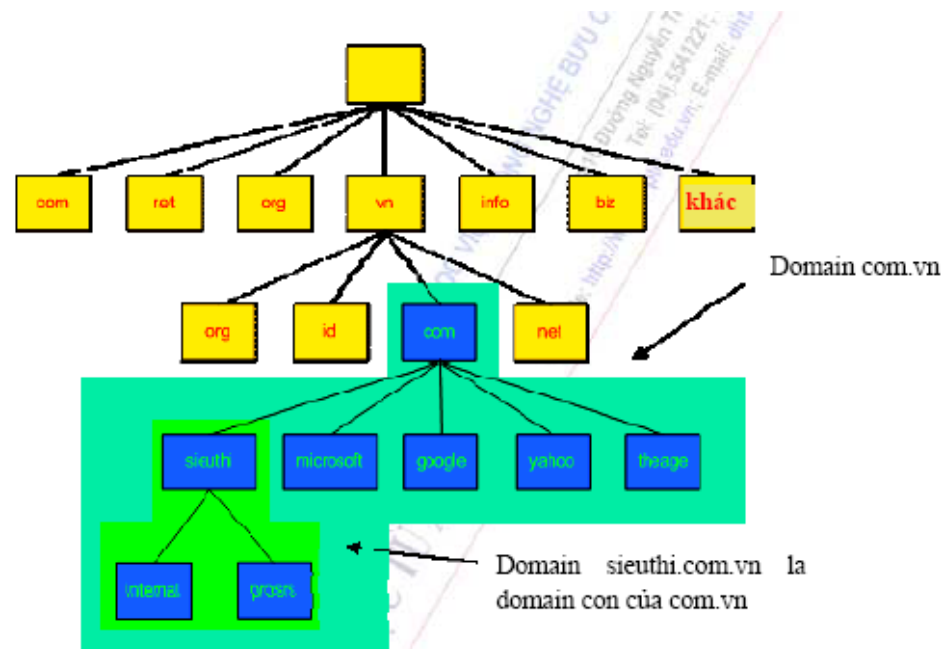 com
net
org
vn
info
biz
khác
Domain com.vn
org
id
com
net
sieuthi
microsoft
google
yahoo
theage
Domain sieuthi.com.vn la
domain con của com.vn
internal